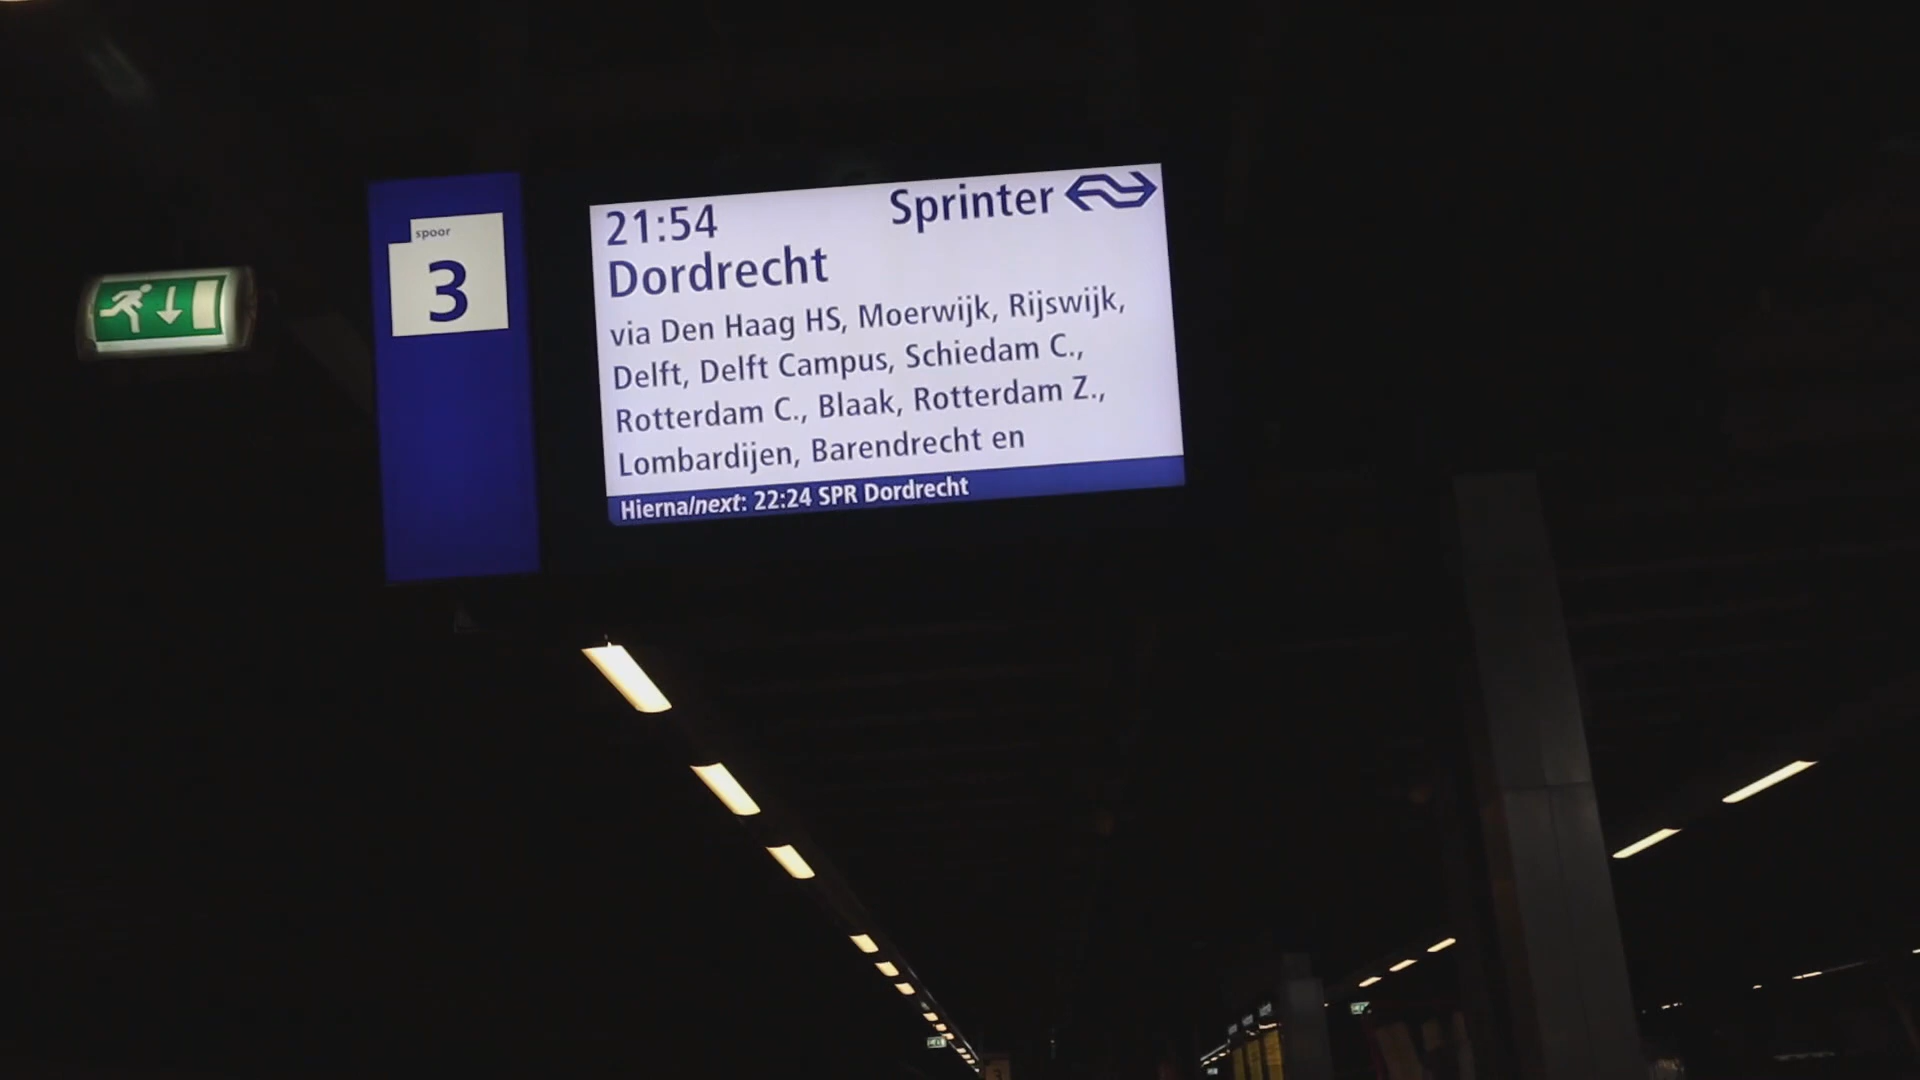 spoor
3
21:54
Sprinter
Dordrecht
via Den Haag HS, Moerwijk, Rijswijk,
Delft, Delft Campus, Schiedam C.,
Rotterdam C., Blaak, Rotterdam Z.,
Lombardijen, Barendrecht en
Hierna/next: 22:24 SPR Dordrecht
3